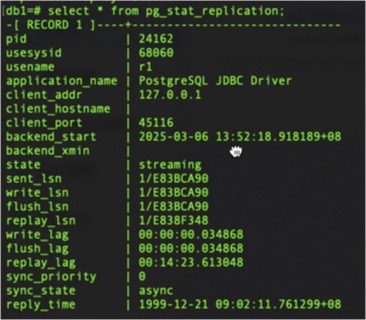 db1=# select * from pg_stat_replication;
-[ RECORD 1 ]----+------------------------------
pid              | 24162
usesysid         | 68060
usename          | r1
application_name | PostgreSQL JDBC Driver
client_addr      | 127.0.0.1
client_hostname  |
client_port      | 45116
backend_start    | 2025-03-06 13:52:18.918189+08
backend_xmin     |
state            | streaming
sent_lsn         | 1/E83BCA90
write_lsn        | 1/E83BCA90
flush_lsn        | 1/E83BCA90
replay_lsn       | 1/E838F348
write_lag        | 00:00:00.034868
flush_lag        | 00:00:00.034868
replay_lag       | 00:14:23.613048
sync_priority    | 0
sync_state       | async
reply_time       | 1999-12-21 09:02:11.761299+08